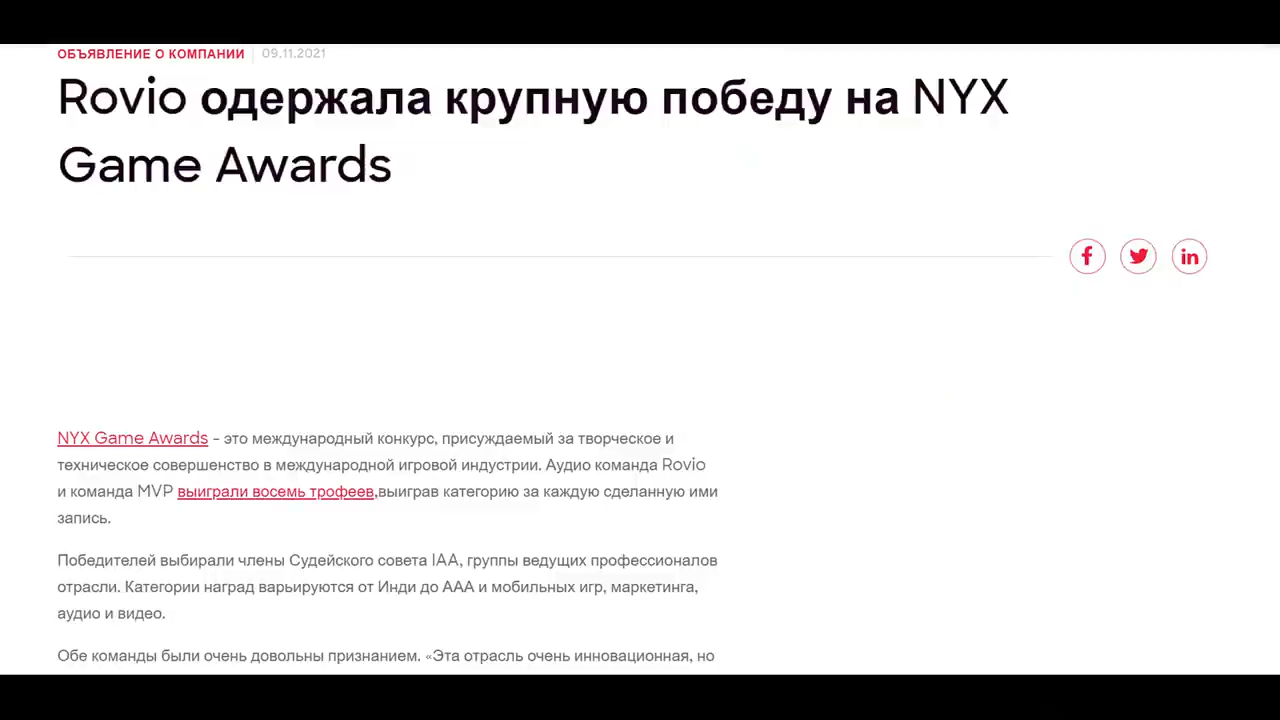 ОБЪЯВЛЕНИЕ О КОМПАНИИ 09.11.2021
Rovio одержала крупную победу на NYX
Game Awards
NYX Game Awards - это международный конкурс, присуждаемый за творческое и
техническое совершенство в международной игровой индустрии. Аудио команда Rovio
и команда MVP выиграли восемь трофеев,выиграв категорию за каждую сделанную ими
запись.
Победителей выбирали члены Судейского совета IAA, группы ведущих профессионалов
отрасли. Категории наград варьируются от Инди до ААА и мобильных игр, маркетинга,
аудио и видео.
Обе команды были очень довольны признанием. «Эта отрасль очень инновационная, но